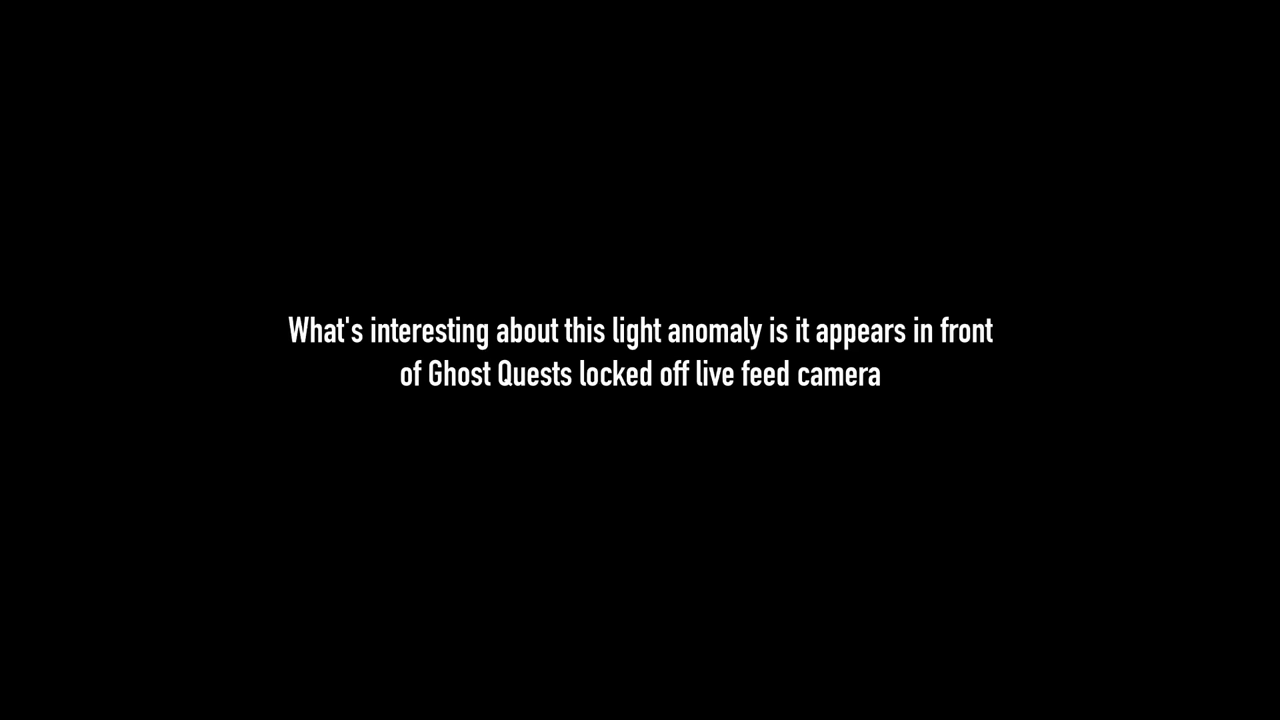 What's interesting about this light anomaly is it appears in front
of Ghost Quests locked off live feed camera